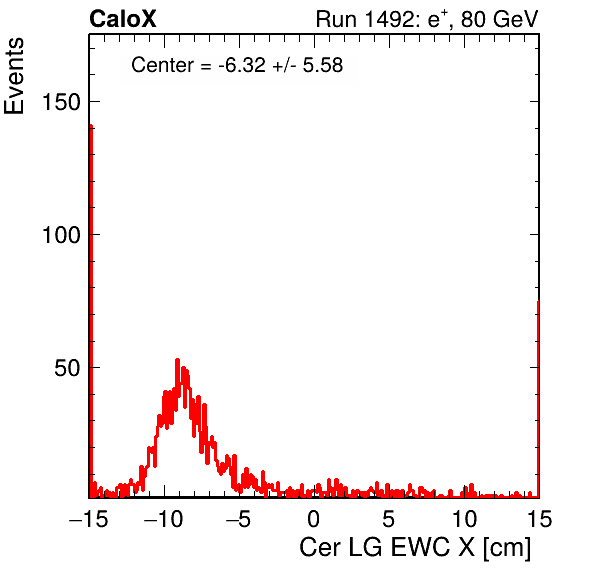 CaloX Run 1492: e⁺, 80 GeV
Center = -6.32 +/- 5.58
Events
150
100
50
−15 −10 −5 0 5 10 15
Cer LG EWC X [cm]